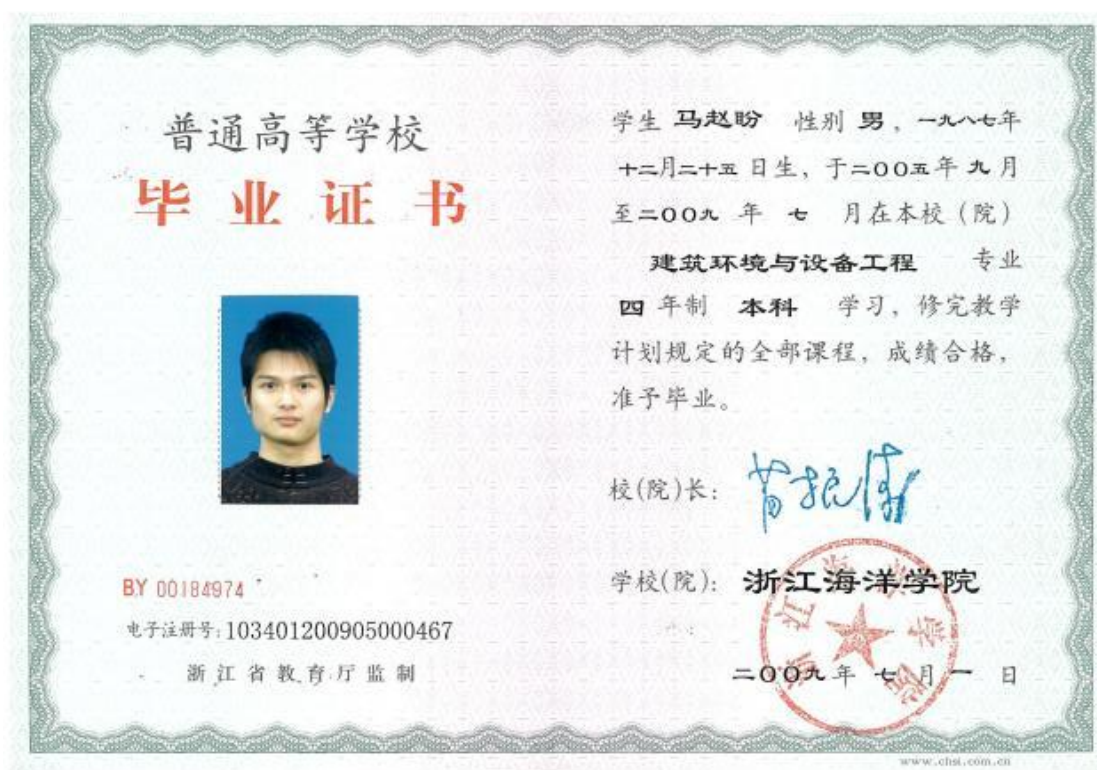 普通高等学校
毕业证书
BY 00184974
电子注册号:103401200905000467
浙江省教育厅监制
学生 马赵盼 性别 男，一九八七年
十二月二十五日生，于二〇〇五年 九月
至二〇〇九 年 七 月在本校（院）
建筑环境与设备工程 专业
四 年制 本科 学习，修完教学
计划规定的全部课程，成绩合格，
准予毕业。
校(院)长：
学校(院)：浙江海洋学院
浙江海洋学院
二〇〇九年 七 月 一 日
www.chsi.com.cn